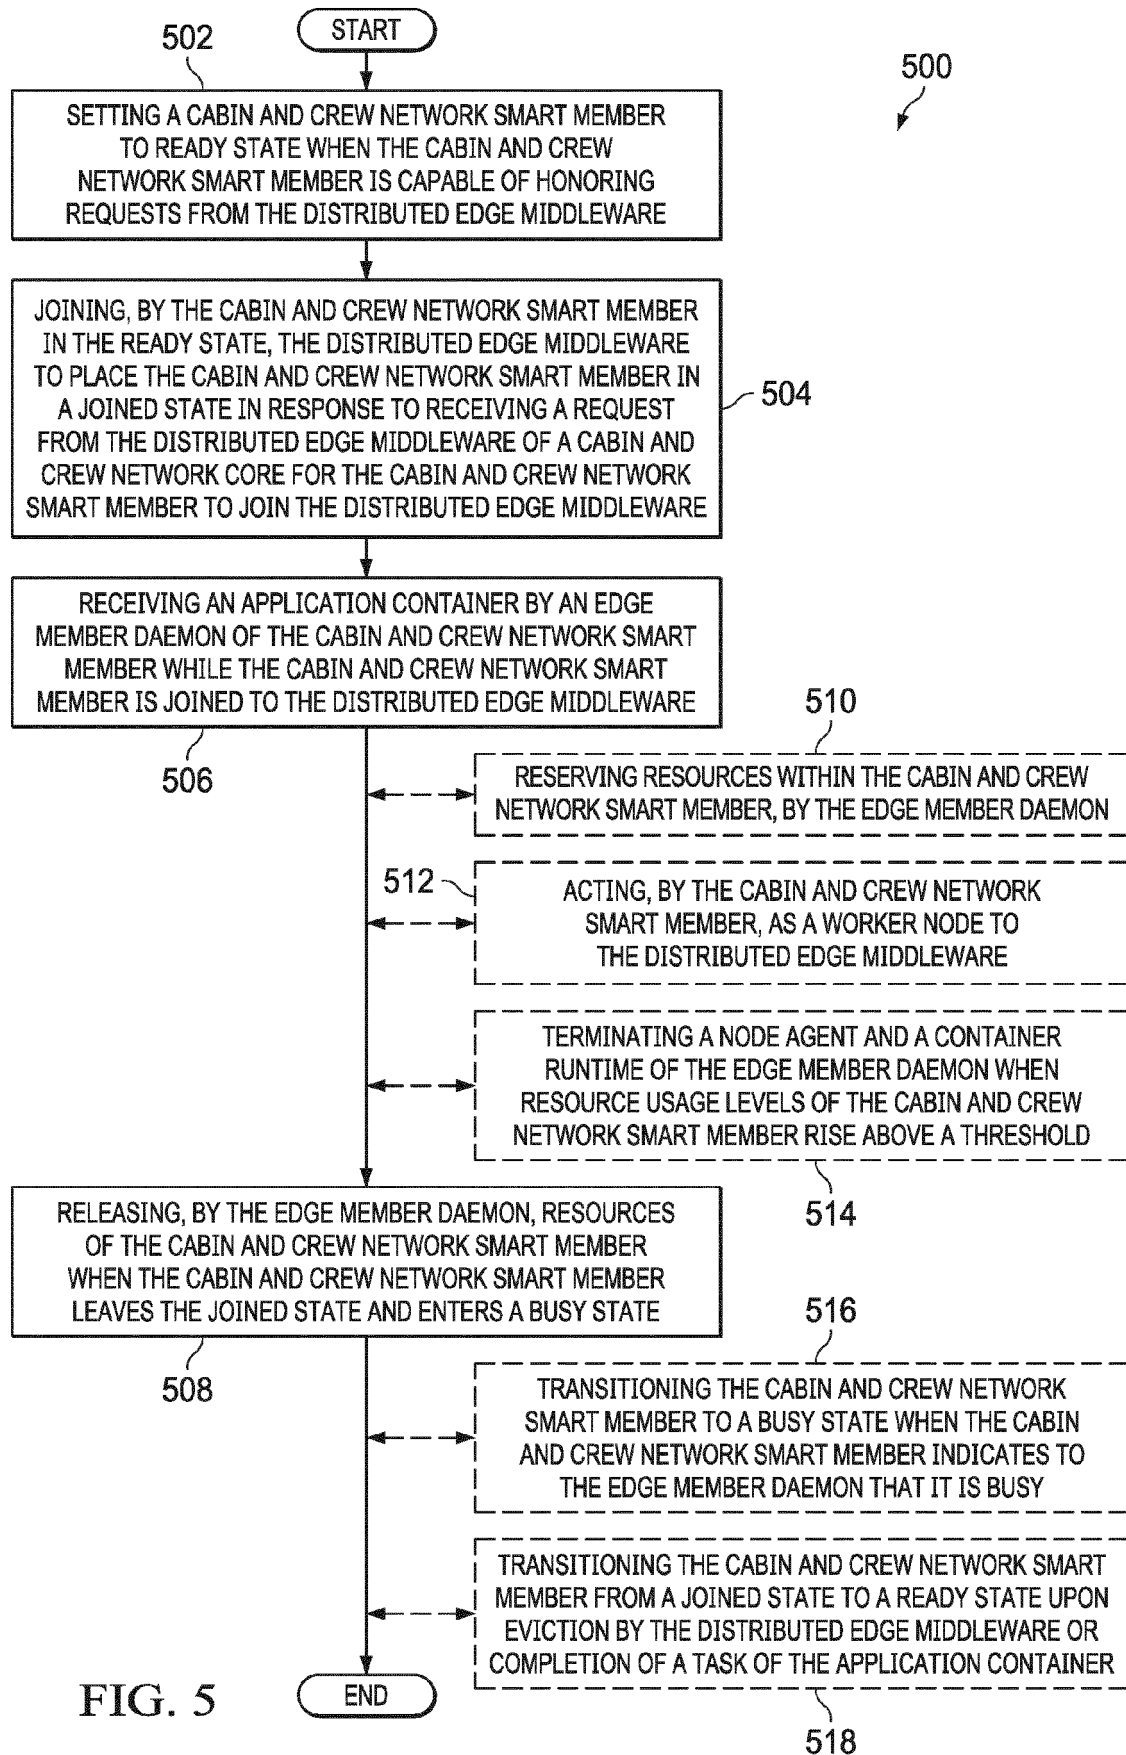 START
502
500
SETTING A CABIN AND CREW NETWORK SMART MEMBER
TO READY STATE WHEN THE CABIN AND CREW
NETWORK SMART MEMBER IS CAPABLE OF HONORING
REQUESTS FROM THE DISTRIBUTED EDGE MIDDLEWARE
JOINING, BY THE CABIN AND CREW NETWORK SMART MEMBER
IN THE READY STATE, THE DISTRIBUTED EDGE MIDDLEWARE
TO PLACE THE CABIN AND CREW NETWORK SMART MEMBER IN
A JOINED STATE IN RESPONSE TO RECEIVING A REQUEST
FROM THE DISTRIBUTED EDGE MIDDLEWARE OF A CABIN AND
CREW NETWORK CORE FOR THE CABIN AND CREW NETWORK
SMART MEMBER TO JOIN THE DISTRIBUTED EDGE MIDDLEWARE
504
RECEIVING AN APPLICATION CONTAINER BY AN EDGE
MEMBER DAEMON OF THE CABIN AND CREW NETWORK SMART
MEMBER WHILE THE CABIN AND CREW NETWORK SMART
MEMBER IS JOINED TO THE DISTRIBUTED EDGE MIDDLEWARE
506
510
RESERVING RESOURCES WITHIN THE CABIN AND CREW
NETWORK SMART MEMBER, BY THE EDGE MEMBER DAEMON
512
ACTING, BY THE CABIN AND CREW NETWORK
SMART MEMBER, AS A WORKER NODE TO
THE DISTRIBUTED EDGE MIDDLEWARE
TERMINATING A NODE AGENT AND A CONTAINER
RUNTIME OF THE EDGE MEMBER DAEMON WHEN
RESOURCE USAGE LEVELS OF THE CABIN AND CREW
NETWORK SMART MEMBER RISE ABOVE A THRESHOLD
514
RELEASING, BY THE EDGE MEMBER DAEMON, RESOURCES
OF THE CABIN AND CREW NETWORK SMART MEMBER
WHEN THE CABIN AND CREW NETWORK SMART MEMBER
LEAVES THE JOINED STATE AND ENTERS A BUSY STATE
508
516
TRANSITIONING THE CABIN AND CREW NETWORK
SMART MEMBER TO A BUSY STATE WHEN THE CABIN
AND CREW NETWORK SMART MEMBER INDICATES TO
THE EDGE MEMBER DAEMON THAT IT IS BUSY
TRANSITIONING THE CABIN AND CREW NETWORK SMART
MEMBER FROM A JOINED STATE TO A READY STATE UPON
EVICTION BY THE DISTRIBUTED EDGE MIDDLEWARE OR
COMPLETION OF A TASK OF THE APPLICATION CONTAINER
518
END
FIG. 5